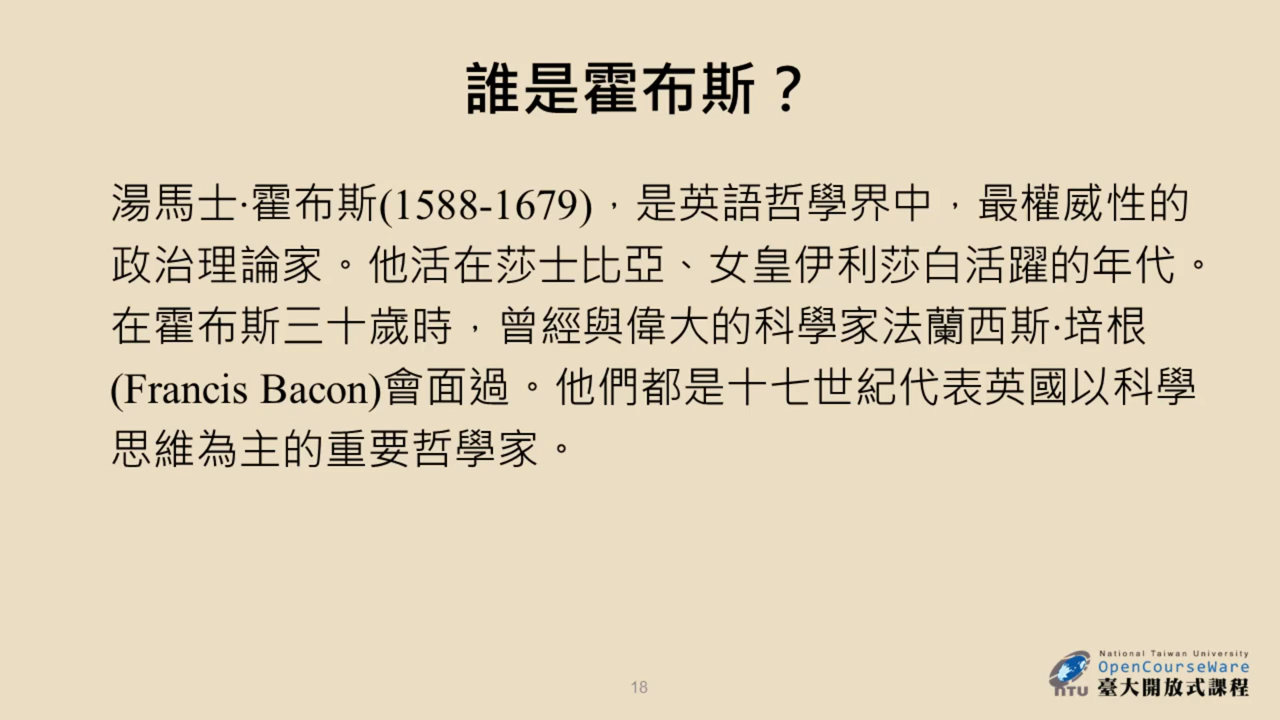 誰是霍布斯？
湯馬士·霍布斯(1588-1679)，是英語哲學界中，最權威性的
政治理論家。他活在莎士比亞、女皇伊利莎白活躍的年代。
在霍布斯三十歲時，曾經與偉大的科學家法蘭西斯·培根
(Francis Bacon)會面過。他們都是十七世紀代表英國以科學
思維為主的重要哲學家。
18
National Taiwan University
OpenCourseWare
NTU 臺大開放式課程